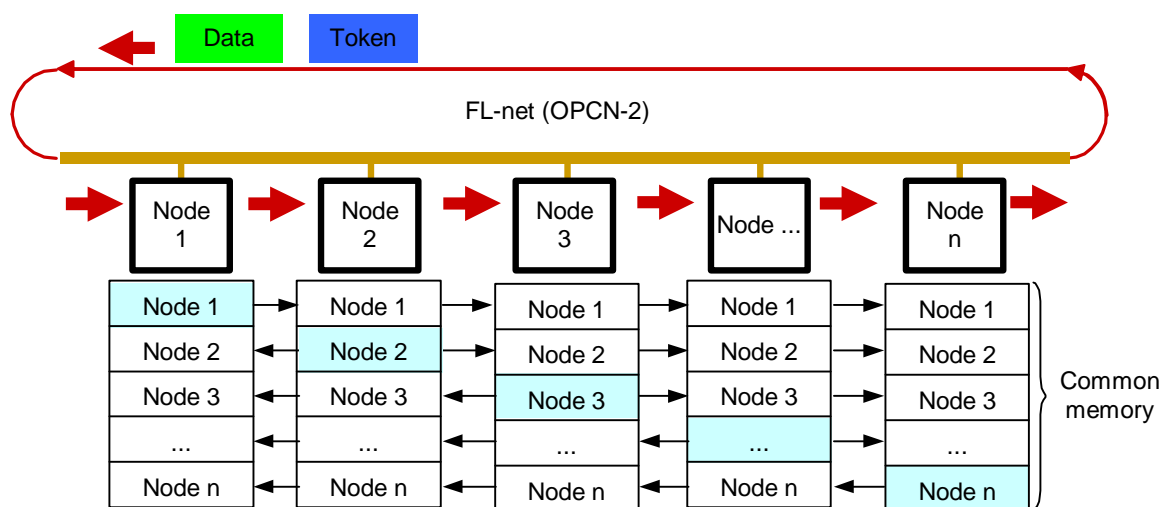 Data
Token
FL-net (OPCN-2)
Node
1
Node
2
Node
3
Node ...
Node
n
Node 1
Node 1
Node 1
Node 1
Node 1
Node 2
Node 2
Node 2
Node 2
Node 2
Node 3
Node 3
Node 3
Node 3
Node 3
...
...
...
...
...
Node n
Node n
Node n
Node n
Node n
Common
memory